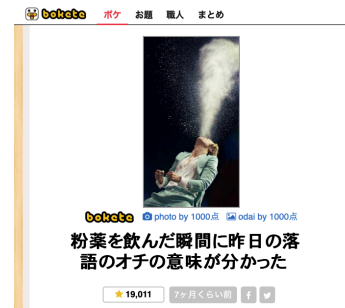 bokete ボケ お題 職人 まとめ
bokete photo by 1000点 odai by 1000点
粉薬を飲んだ瞬間に昨日の落
語のオチの意味が分かった
19,011 7ヶ月くらい前